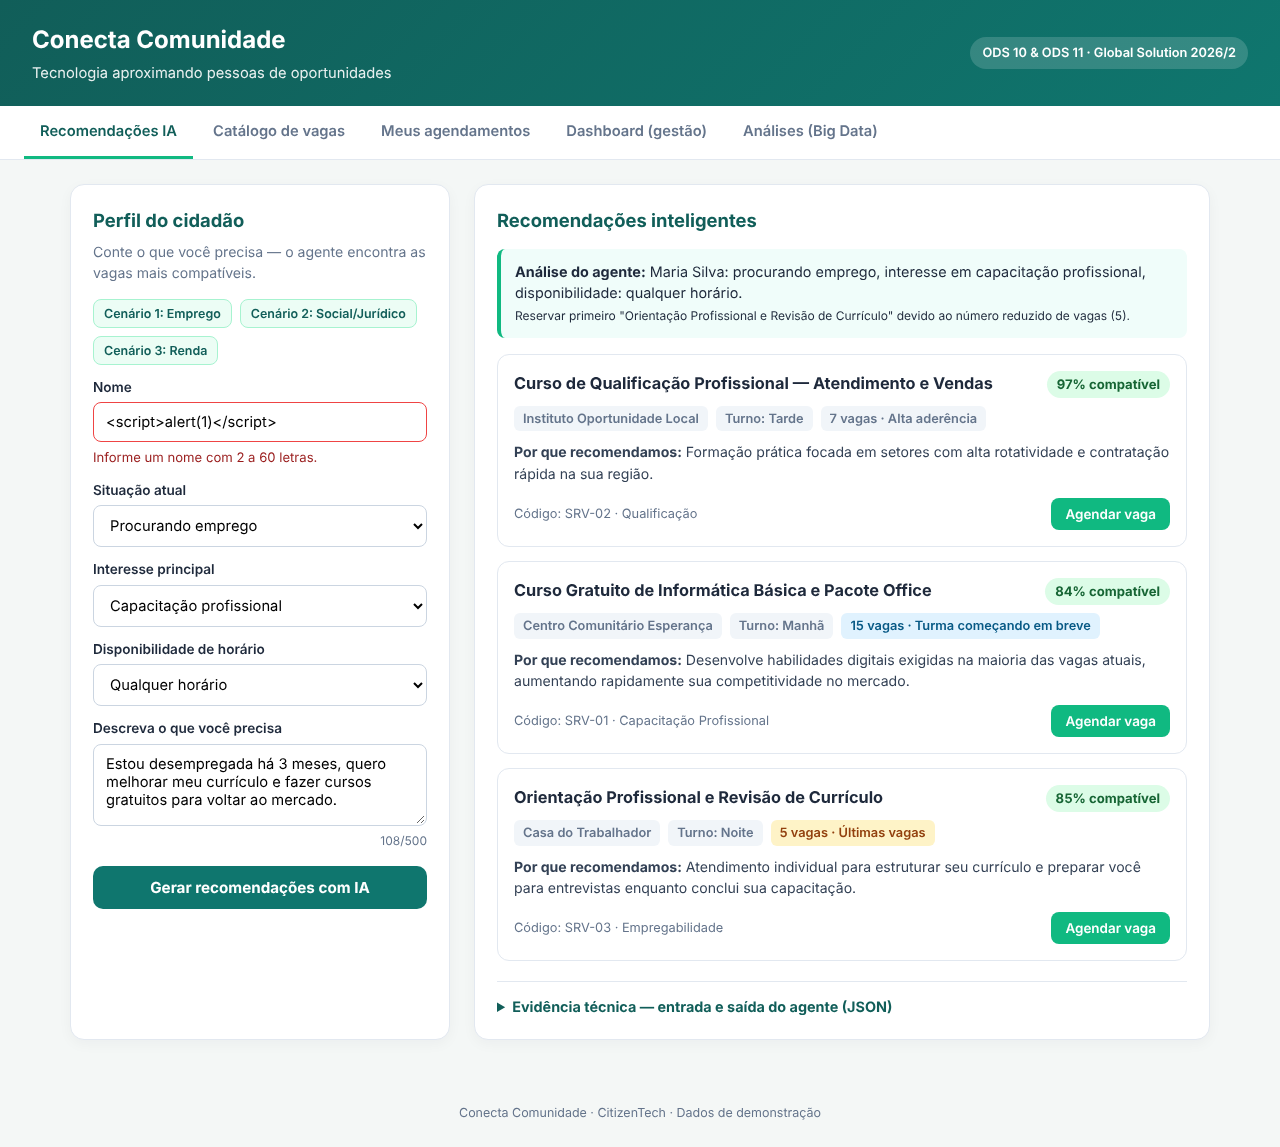 Conecta Comunidade
Tecnologia aproximando pessoas de oportunidades
ODS 10 & ODS 11 · Global Solution 2026/2
Recomendações IA
Catálogo de vagas
Meus agendamentos
Dashboard (gestão)
Análises (Big Data)
Perfil do cidadão
Conte o que você precisa — o agente encontra as
vagas mais compatíveis.
Cenário 1: Emprego
Cenário 2: Social/Jurídico
Cenário 3: Renda
Nome
<script>alert(1)</script>
Informe um nome com 2 a 60 letras.
Situação atual
Procurando emprego
Interesse principal
Capacitação profissional
Disponibilidade de horário
Qualquer horário
Descreva o que você precisa
Estou desempregada há 3 meses, quero
melhorar meu currículo e fazer cursos
gratuitos para voltar ao mercado.
108/500
Gerar recomendações com IA
Recomendações inteligentes
Análise do agente: Maria Silva: procurando emprego, interesse em capacitação profissional,
disponibilidade: qualquer horário.
Reservar primeiro "Orientação Profissional e Revisão de Currículo" devido ao número reduzido de vagas (5).
Curso de Qualificação Profissional — Atendimento e Vendas
97% compatível
Instituto Oportunidade Local
Turno: Tarde
7 vagas · Alta aderência
Por que recomendamos: Formação prática focada em setores com alta rotatividade e contratação
rápida na sua região.
Código: SRV-02 · Qualificação
Agendar vaga
Curso Gratuito de Informática Básica e Pacote Office
84% compatível
Centro Comunitário Esperança
Turno: Manhã
15 vagas · Turma começando em breve
Por que recomendamos: Desenvolve habilidades digitais exigidas na maioria das vagas atuais,
aumentando rapidamente sua competitividade no mercado.
Código: SRV-01 · Capacitação Profissional
Agendar vaga
Orientação Profissional e Revisão de Currículo
85% compatível
Casa do Trabalhador
Turno: Noite
5 vagas · Últimas vagas
Por que recomendamos: Atendimento individual para estruturar seu currículo e preparar você
para entrevistas enquanto conclui sua capacitação.
Código: SRV-03 · Empregabilidade
Agendar vaga
Evidência técnica — entrada e saída do agente (JSON)
Conecta Comunidade · CitizenTech · Dados de demonstração